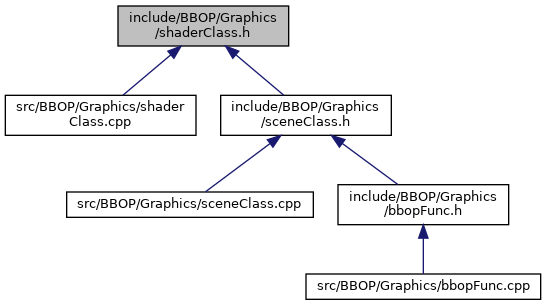 include/BBOP/Graphics
/shaderClass.h
src/BBOP/Graphics/shader
Class.cpp
include/BBOP/Graphics
/sceneClass.h
src/BBOP/Graphics/sceneClass.cpp
include/BBOP/Graphics
/bbopFunc.h
src/BBOP/Graphics/bbopFunc.cpp